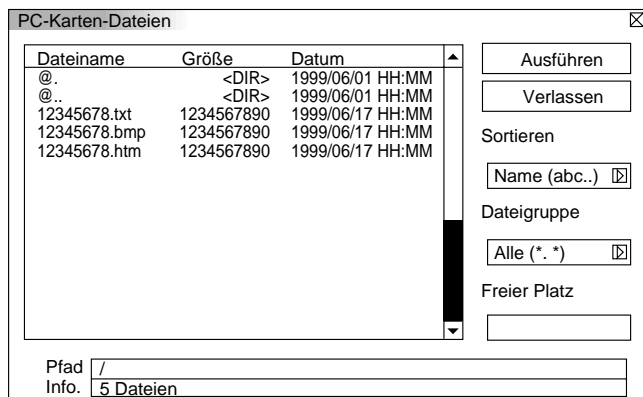 PC-Karten-Dateien
Dateiname Größe Datum
@. <DIR> 1999/06/01 HH:MM
@.. <DIR> 1999/06/01 HH:MM
12345678.txt 1234567890 1999/06/17 HH:MM
12345678.bmp 1234567890 1999/06/17 HH:MM
12345678.htm 1234567890 1999/06/17 HH:MM
Ausführen
Verlassen
Sortieren
Name (abc..)
Dateigruppe
Alle (*. *)
Freier Platz
Pfad /
Info. 5 Dateien